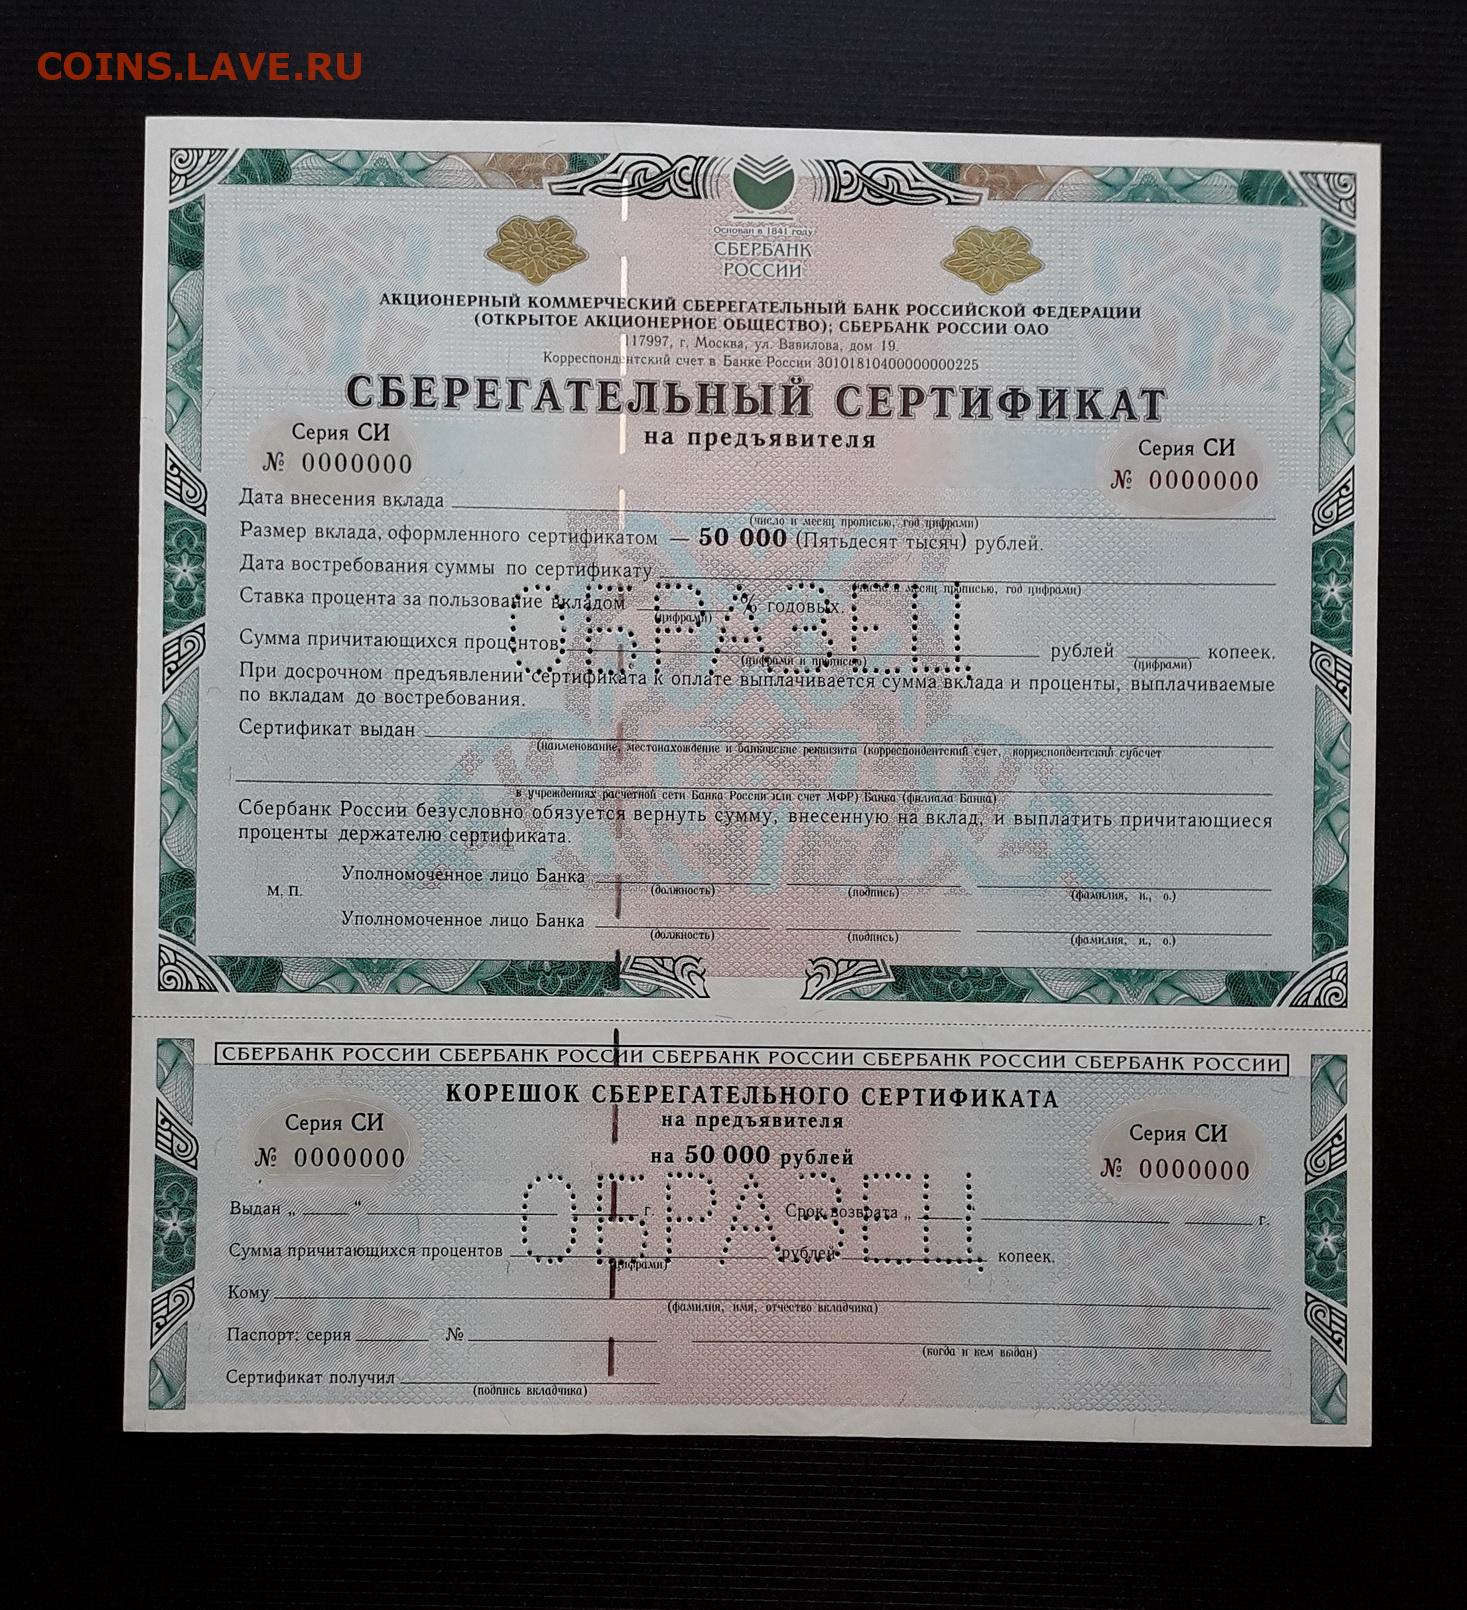 COINS.LAVE.RU
Основан в 1841 году
СБЕРБАНК
РОССИИ
АКЦИОНЕРНЫЙ КОММЕРЧЕСКИЙ СБЕРЕГАТЕЛЬНЫЙ БАНК РОССИЙСКОЙ ФЕДЕРАЦИИ
(ОТКРЫТОЕ АКЦИОНЕРНОЕ ОБЩЕСТВО); СБЕРБАНК РОССИИ ОАО
117997, г. Москва, ул. Вавилова, дом 19.
Корреспондентский счет в Банке России 30101810400000000225
СБЕРЕГАТЕЛЬНЫЙ СЕРТИФИКАТ
на предъявителя
Серия СИ
№ 0000000
Серия СИ
№ 0000000
Дата внесения вклада
(число и месяц прописью, год цифрами)
Размер вклада, оформленного сертификатом — 50 000 (Пятьдесят тысяч) рублей.
Дата востребования суммы по сертификату
(число и месяц прописью, год цифрами)
Ставка процента за пользование вкладом % годовых.
(цифрами)
ОБРАЗЕЦ
Сумма причитающихся процентов рублей копеек.
(цифрами и прописью) (цифрами)
При досрочном предъявлении сертификата к оплате выплачивается сумма вклада и проценты, выплачиваемые
по вкладам до востребования.
Сертификат выдан
(наименование, местонахождение и банковские реквизиты (корреспондентский счет, корреспондентский субсчет
в учреждениях расчетной сети Банка России или счет МФР) Банка (филиала Банка)
Сбербанк России безусловно обязуется вернуть сумму, внесенную на вклад, и выплатить причитающиеся
проценты держателю сертификата.
М. П. Уполномоченное лицо Банка
(должность) (подпись) (фамилия, и., о.)
Уполномоченное лицо Банка
(должность) (подпись) (фамилия, и., о.)
СБЕРБАНК РОССИИ СБЕРБАНК РОССИИ СБЕРБАНК РОССИИ СБЕРБАНК РОССИИ СБЕРБАНК РОССИИ
КОРЕШОК СБЕРЕГАТЕЛЬНОГО СЕРТИФИКАТА
на предъявителя
на 50 000 рублей
Серия СИ
№ 0000000
Серия СИ
№ 0000000
ОБРАЗЕЦ
Выдан „ “ г. Срок возврата „ г.
Сумма причитающихся процентов рублей копеек.
(цифрами)
Кому
(фамилия, имя, отчество вкладчика)
Паспорт: серия №
(когда и кем выдан)
Сертификат получил
(подпись вкладчика)